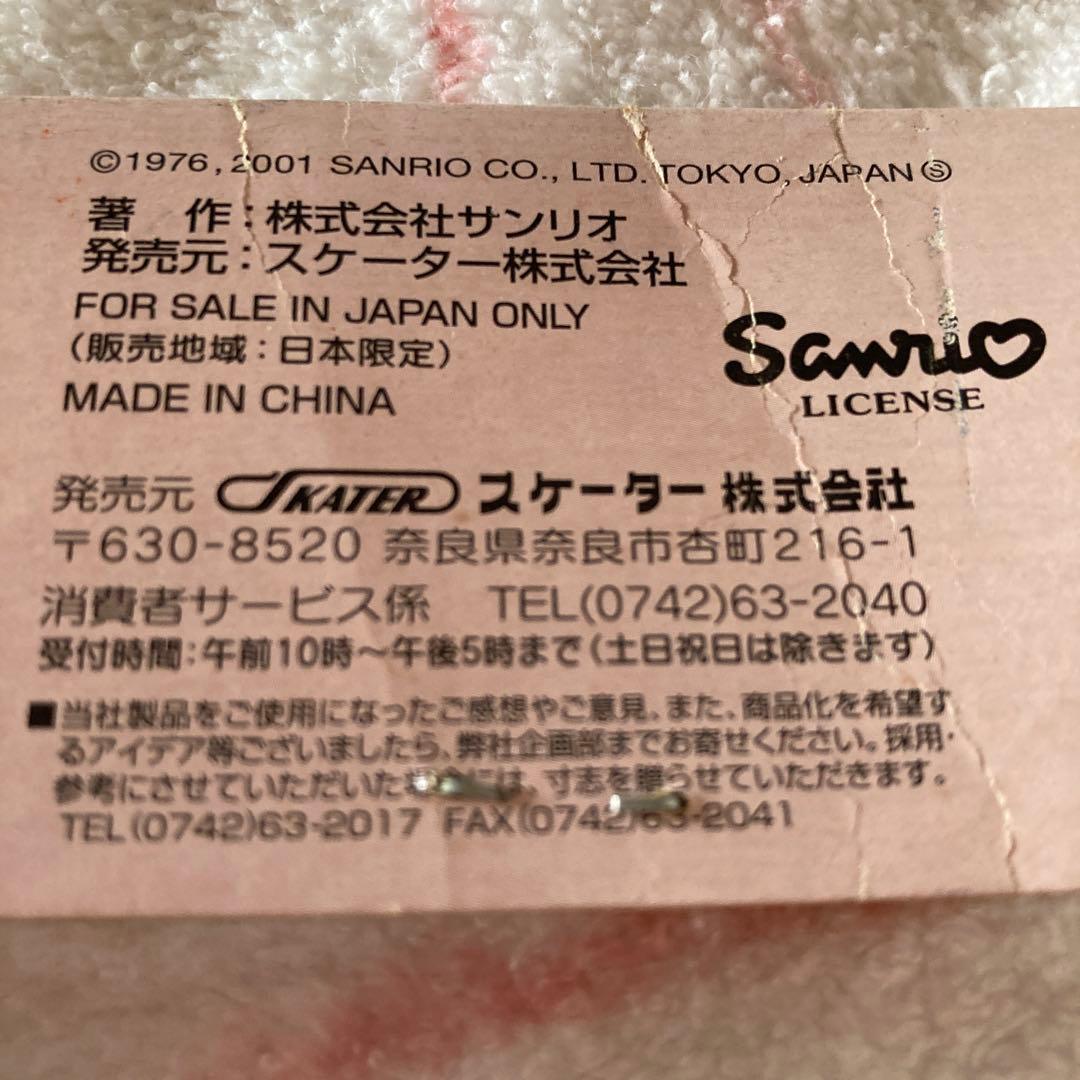 ©1976, 2001 SANRIO CO., LTD. TOKYO, JAPAN Ⓢ
著　作：株式会社サンリオ
発売元：スケーター株式会社
FOR SALE IN JAPAN ONLY
（販売地域：日本限定）
MADE IN CHINA
Sanrio
LICENSE
発売元 SKATER スケーター 株式会社
〒630-8520 奈良県奈良市杏町216-1
消費者サービス係　TEL(0742)63-2040
受付時間：午前10時〜午後5時まで（土日祝日は除きます）
■当社製品をご使用になったご感想やご意見、また、商品化を希望す
るアイデア等ございましたら、弊社企画部までお寄せください。採用・
参考にさせていただいた には、寸志を贈らせていただきます。
TEL(0742)63-2017 FAX(0742)63-2041